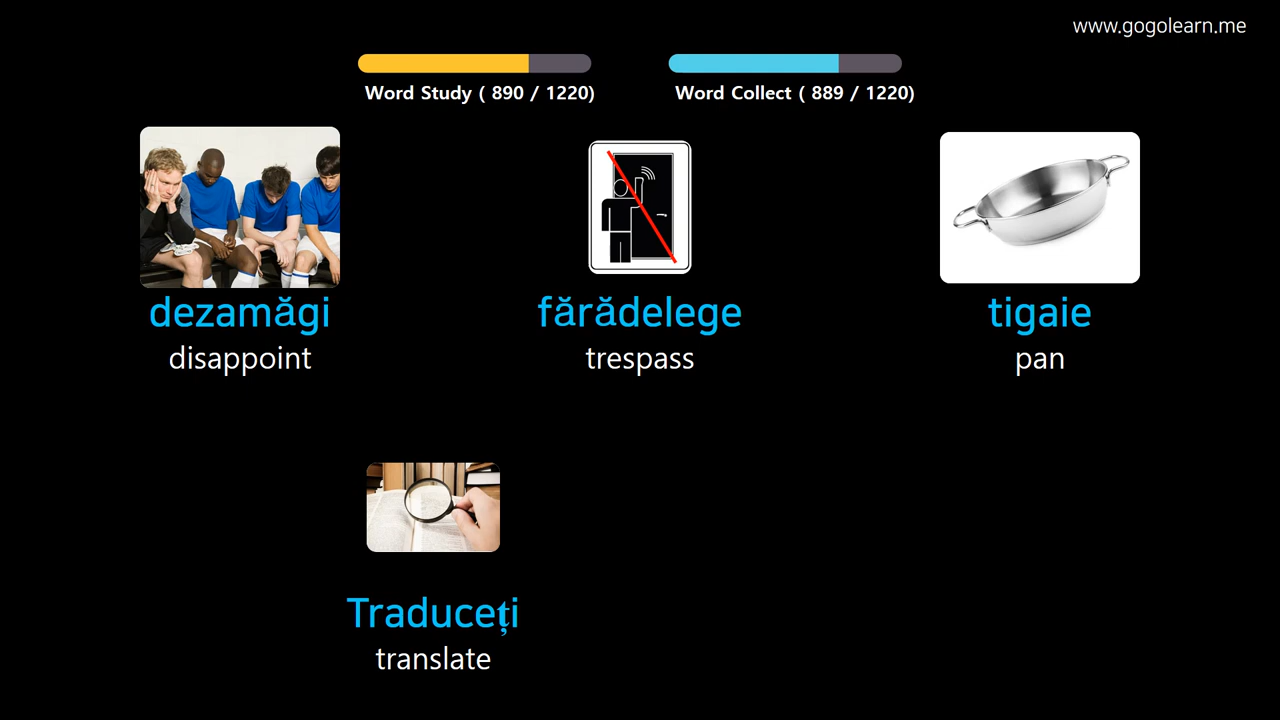 www.gogolearn.me
Word Study ( 890 / 1220)
Word Collect ( 889 / 1220)
dezamăgi
disappoint
fărădelege
trespass
tigaie
pan
Traduceți
translate